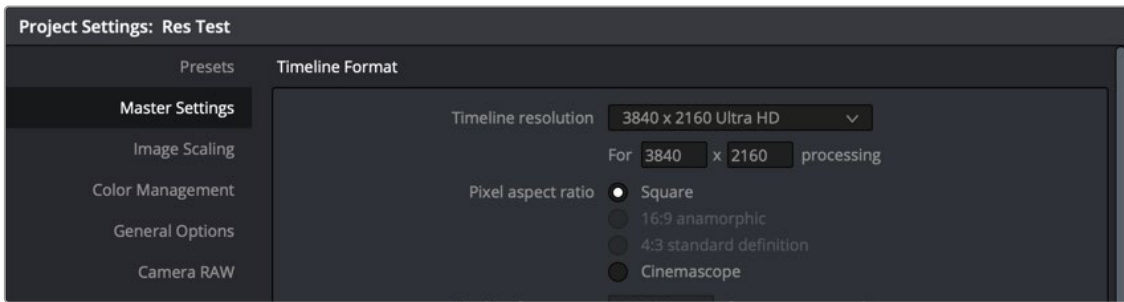 Project Settings: Res Test
Presets
Timeline Format
Master Settings
Timeline resolution 3840 x 2160 Ultra HD
Image Scaling
For 3840 x 2160 processing
Color Management
Pixel aspect ratio Square
16:9 anamorphic
General Options
4:3 standard definition
Camera RAW
Cinemascope